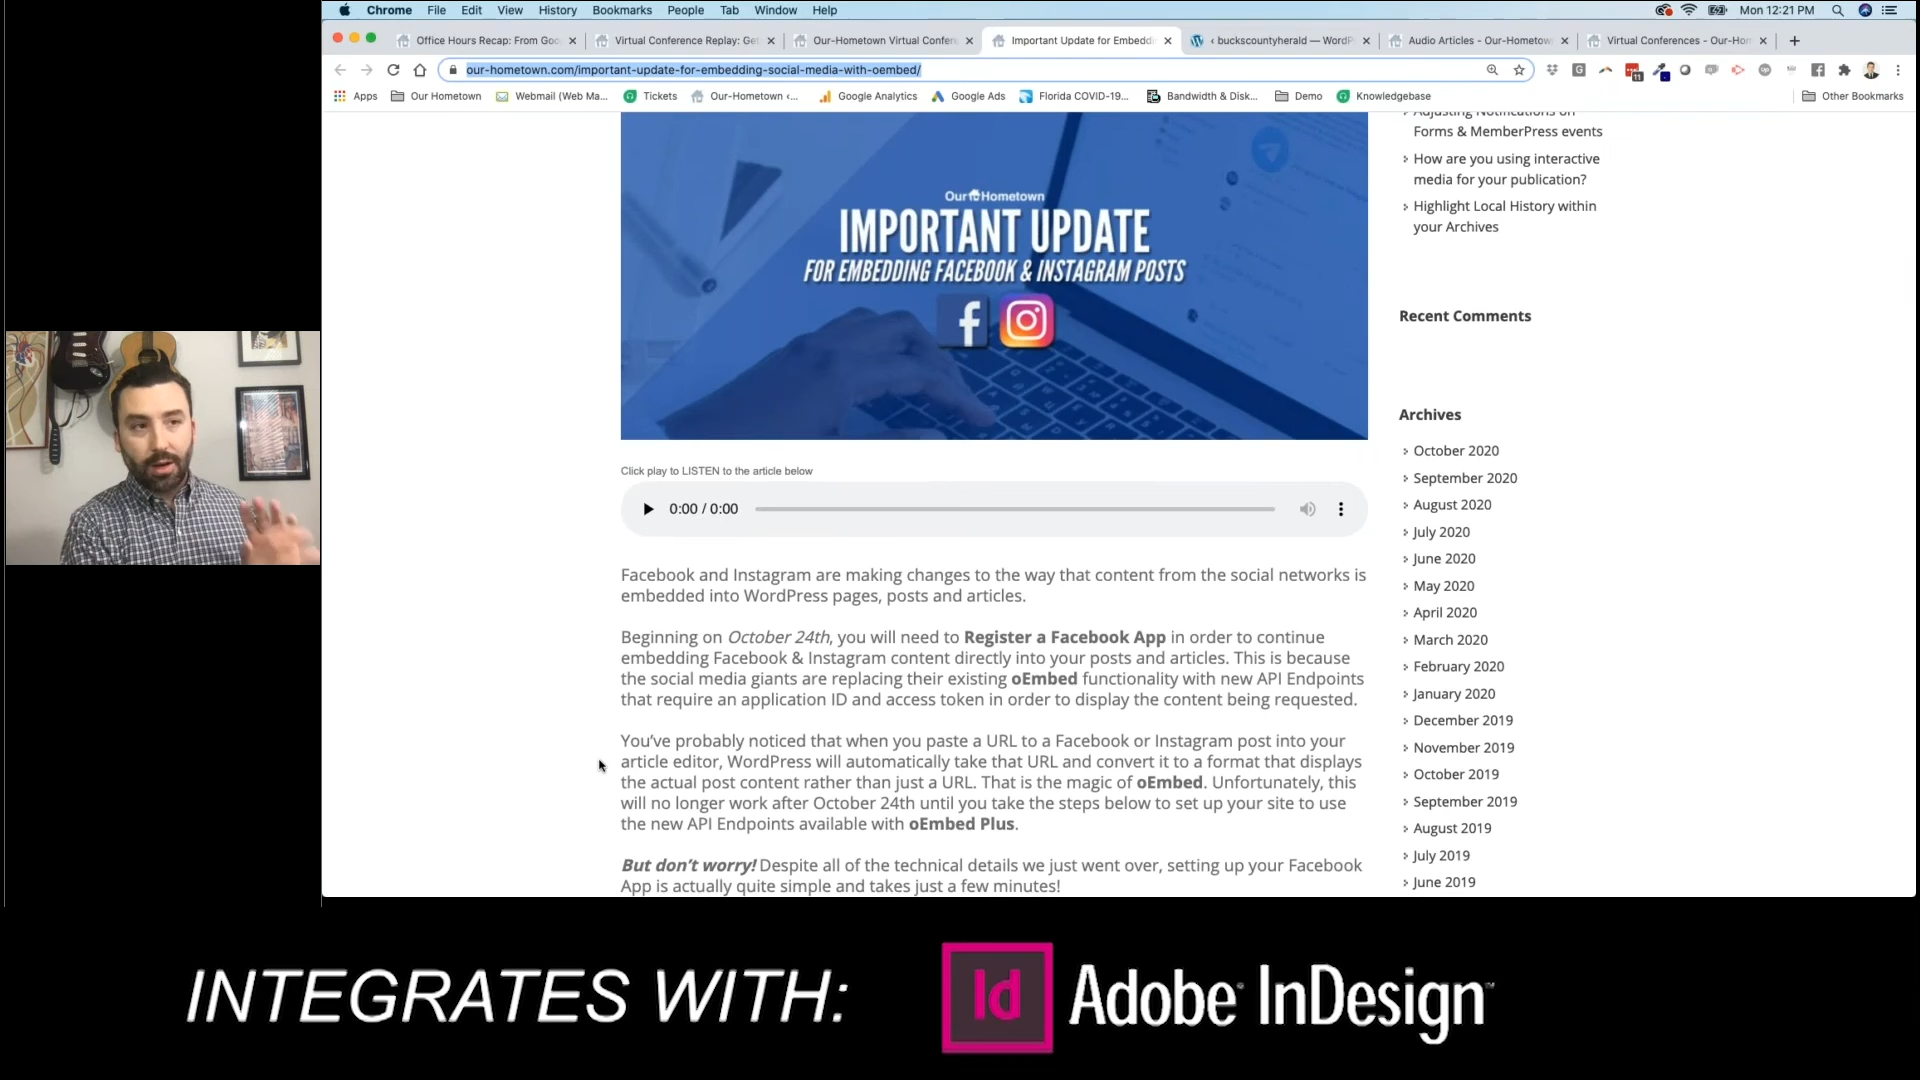 Chrome File Edit View History Bookmarks People Tab Window Help
Mon 12:21 PM
Office Hours Recap: From Goo
Virtual Conference Replay: Get
Our-Hometown Virtual Conferen
Important Update for Embeddi
‹ buckscountyherald — WordP
Audio Articles - Our-Hometow
Virtual Conferences - Our-Hom
our-hometown.com/important-update-for-embedding-social-media-with-oembed/
Apps
Our Hometown
Webmail (Web Ma...
Tickets
Our-Hometown ‹...
Google Analytics
Google Ads
Florida COVID-19...
Bandwidth & Disk...
Demo
Knowledgebase
Other Bookmarks
Our Hometown
IMPORTANT UPDATE
FOR EMBEDDING FACEBOOK & INSTAGRAM POSTS
Click play to LISTEN to the article below
0:00 / 0:00
Facebook and Instagram are making changes to the way that content from the social networks is
embedded into WordPress pages, posts and articles.
Beginning on October 24th, you will need to Register a Facebook App in order to continue
embedding Facebook & Instagram content directly into your posts and articles. This is because
the social media giants are replacing their existing oEmbed functionality with new API Endpoints
that require an application ID and access token in order to display the content being requested.
You've probably noticed that when you paste a URL to a Facebook or Instagram post into your
article editor, WordPress will automatically take that URL and convert it to a format that displays
the actual post content rather than just a URL. That is the magic of oEmbed. Unfortunately, this
will no longer work after October 24th until you take the steps below to set up your site to use
the new API Endpoints available with oEmbed Plus.
But don't worry! Despite all of the technical details we just went over, setting up your Facebook
App is actually quite simple and takes just a few minutes!
Adjusting Notifications on
Forms & MemberPress events
How are you using interactive
media for your publication?
Highlight Local History within
your Archives
Recent Comments
Archives
October 2020
September 2020
August 2020
July 2020
June 2020
May 2020
April 2020
March 2020
February 2020
January 2020
December 2019
November 2019
October 2019
September 2019
August 2019
July 2019
June 2019
INTEGRATES WITH:
Id
Adobe InDesign